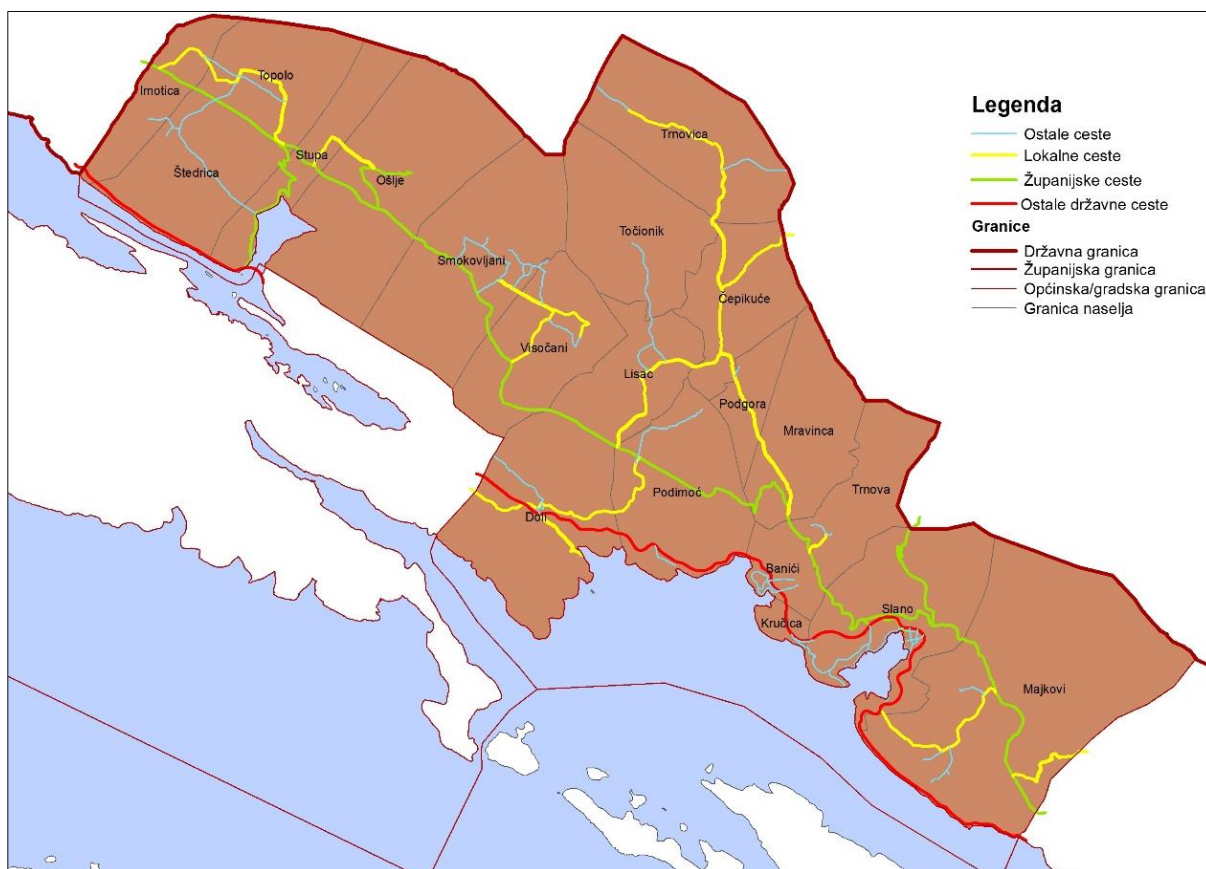 Topolo
Imotica
Stupa
Štedrica
Ošlje
Smokovljani
Visočani
Trnovica
Točionik
Čepikuće
Lisac
Podgora
Mravinca
Trnova
Podimoć
Doli
Banići
Kručica
Slano
Majkovi
Legenda
Ostale ceste
Lokalne ceste
Županijske ceste
Ostale državne ceste
Granice
Državna granica
Županijska granica
Općinska/gradska granica
Granica naselja